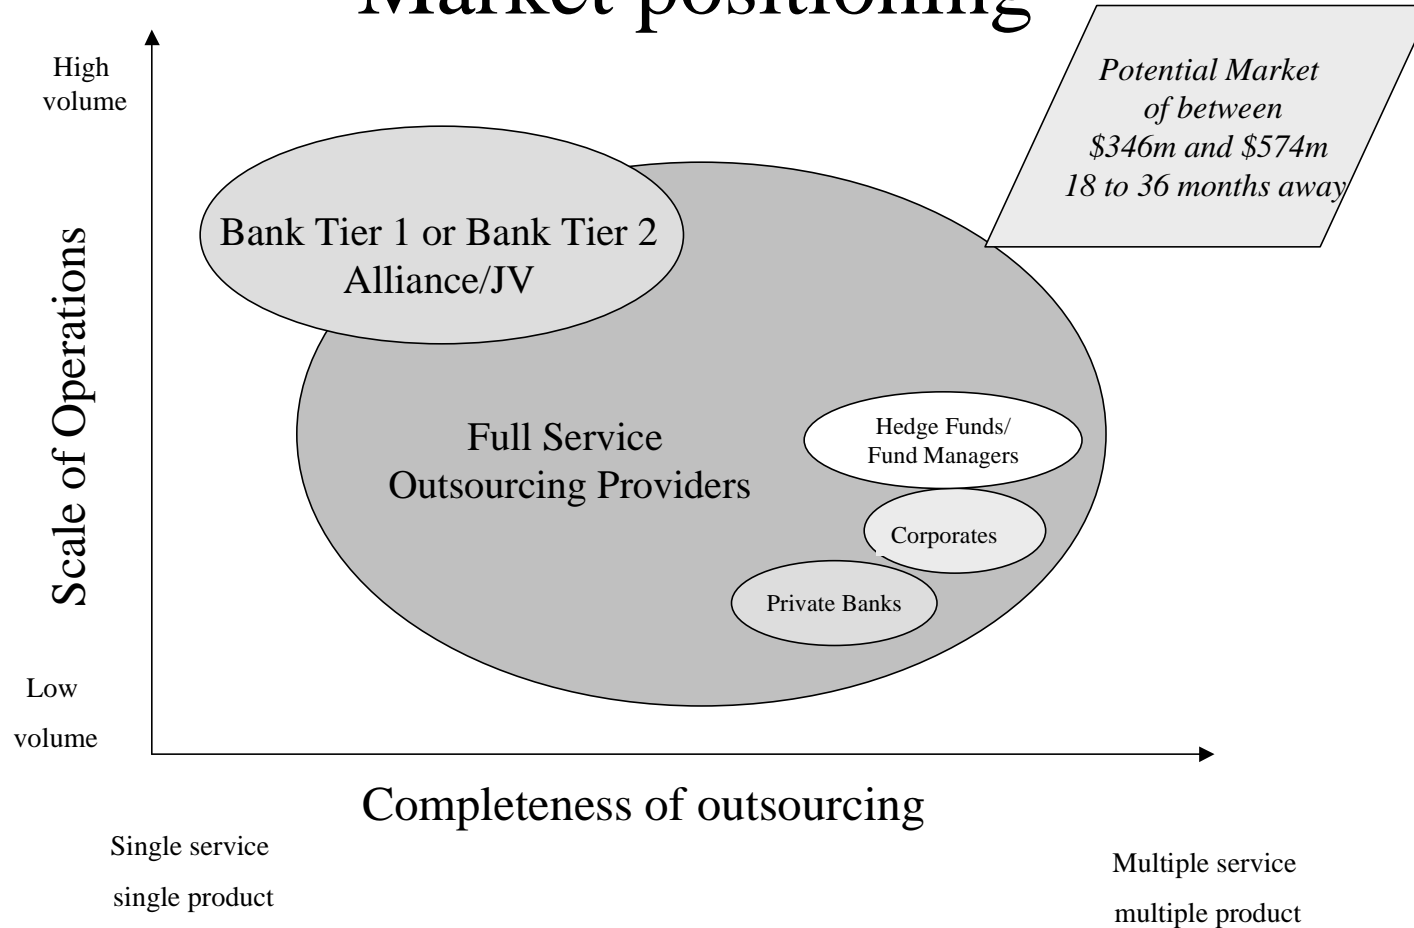 Market positioning
High
volume
Potential Market
of between
$346m and $574m
18 to 36 months away
Bank Tier 1 or Bank Tier 2
Alliance/JV
Scale of Operations
Full Service
Outsourcing Providers
Hedge Funds/
Fund Managers
Corporates
Private Banks
Low
volume
Completeness of outsourcing
Single service
single product
Multiple service
multiple product